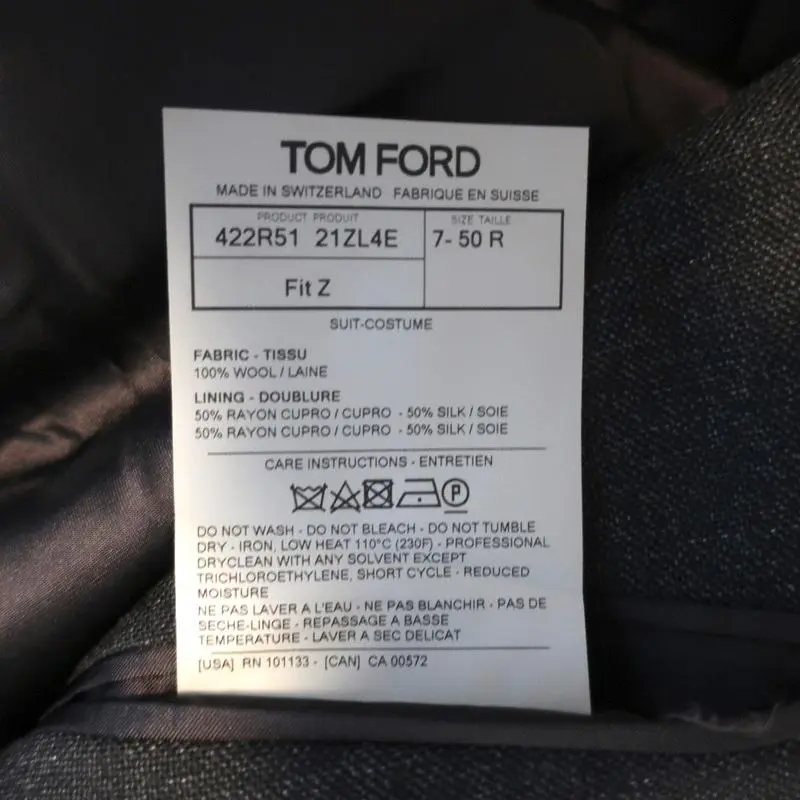 TOM FORD
MADE IN SWITZERLAND FABRIQUE EN SUISSE
PRODUCT PRODUIT
422R51 21ZL4E
SIZE TAILLE
7- 50 R
Fit Z
SUIT-COSTUME
FABRIC - TISSU
100% WOOL / LAINE
LINING - DOUBLURE
50% RAYON CUPRO / CUPRO - 50% SILK / SOIE
50% RAYON CUPRO / CUPRO - 50% SILK / SOIE
CARE INSTRUCTIONS - ENTRETIEN
P
DO NOT WASH - DO NOT BLEACH - DO NOT TUMBLE
DRY - IRON, LOW HEAT 110°C (230F) - PROFESSIONAL
DRYCLEAN WITH ANY SOLVENT EXCEPT
TRICHLOROETHYLENE, SHORT CYCLE - REDUCED
MOISTURE
NE PAS LAVER A L'EAU - NE PAS BLANCHIR - PAS DE
SECHE-LINGE - REPASSAGE A BASSE
TEMPERATURE - LAVER A SEC DELICAT
[USA] RN 101133 - [CAN] CA 00572